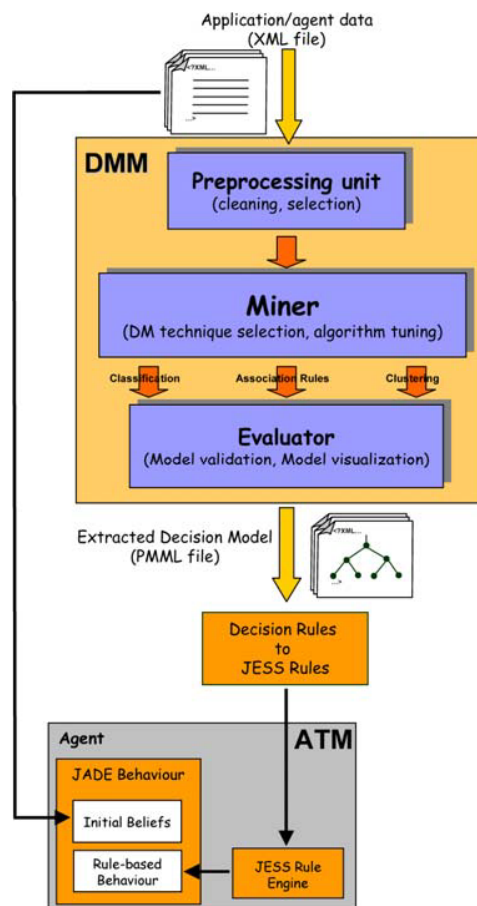 Application/agent data
(XML file)
<?XML...
...>
DMM
Preprocessing unit
(cleaning, selection)
Miner
(DM technique selection, algorithm tuning)
Classification
Association Rules
Clustering
Evaluator
(Model validation, Model visualization)
Extracted Decision Model
(PMML file)
<?XML...
...>
Decision Rules
to
JESS Rules
Agent
ATM
JADE Behaviour
Initial Beliefs
Rule-based
Behaviour
JESS Rule
Engine